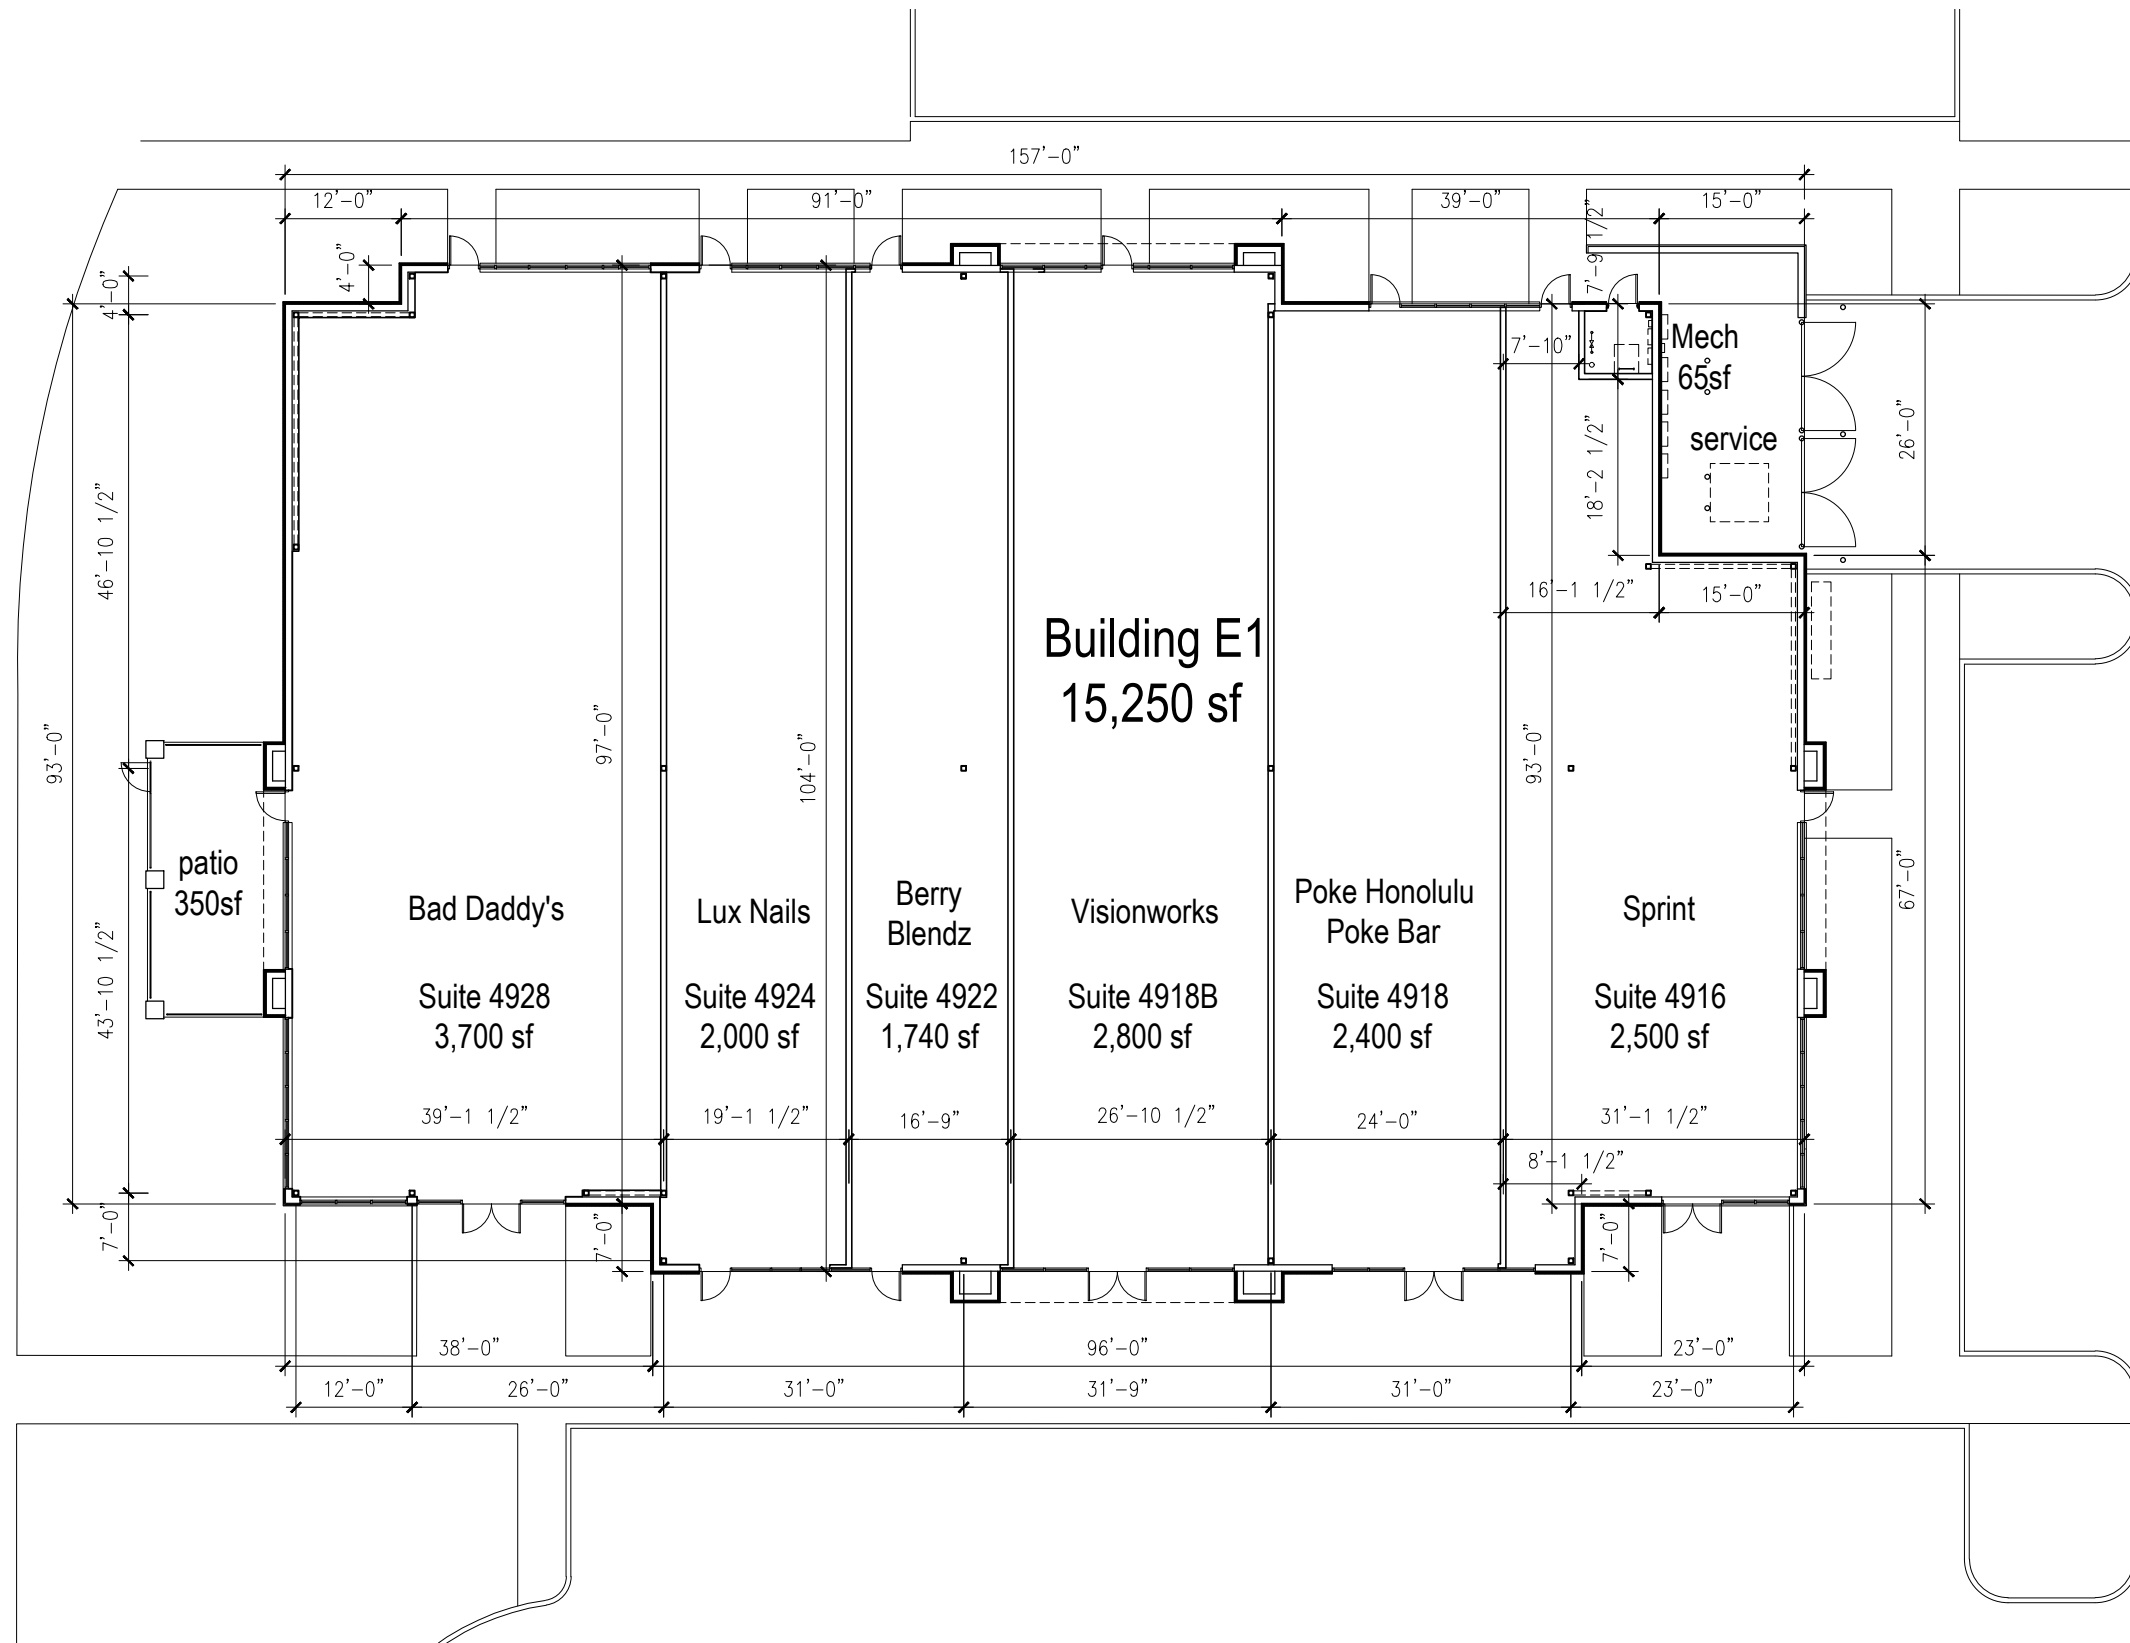 157'-0"
12'-0"
91'-0"
39'-0"
15'-0"
4'-0"
4'-0"
7'-9 1/2"
7'-10"
Mech
65sf
service
18'-2 1/2"
26'-0"
46'-10 1/2"
16'-1 1/2"
15'-0"
Building E1
15,250 sf
93'-0"
97'-0"
104'-0"
93'-0"
patio
350sf
67'-0"
Bad Daddy's
Suite 4928
3,700 sf
Lux Nails
Suite 4924
2,000 sf
Berry
Blendz
Suite 4922
1,740 sf
Visionworks
Suite 4918B
2,800 sf
Poke Honolulu
Poke Bar
Suite 4918
2,400 sf
Sprint
Suite 4916
2,500 sf
43'-10 1/2"
39'-1 1/2"
19'-1 1/2"
16'-9"
26'-10 1/2"
24'-0"
31'-1 1/2"
8'-1 1/2"
7'-0"
7'-0"
7'-0"
38'-0"
96'-0"
23'-0"
12'-0"
26'-0"
31'-0"
31'-9"
31'-0"
23'-0"